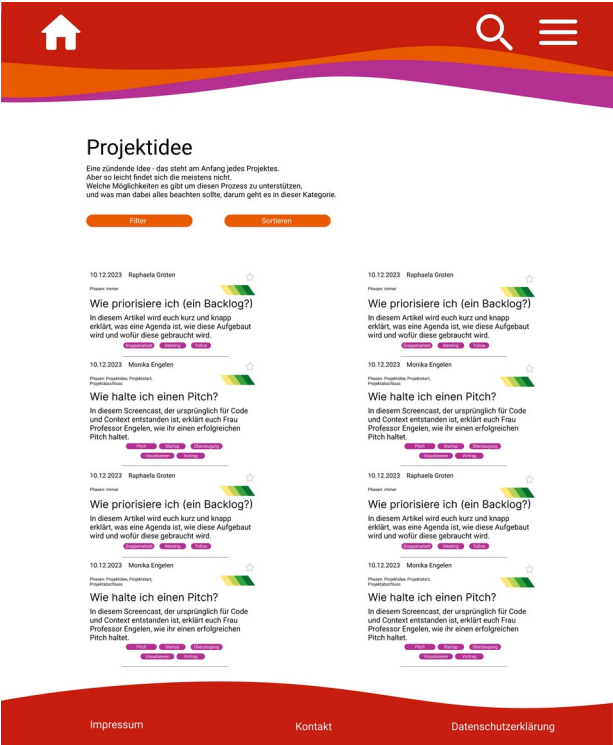 Projektidee
Eine zündende Idee - das steht am Anfang jedes Projektes.
Aber so leicht findet sich die meistens nicht.
Welche Möglichkeiten es gibt um diesen Prozess zu unterstützen,
und was man dabei alles beachten sollte, darum geht es in dieser Kategorie.
Filter
Sortieren
10.12.2023 Raphaela Groten
Phasen: immer
Wie priorisiere ich (ein Backlog?)
In diesem Artikel wird euch kurz und knapp
erklärt, was eine Agenda ist, wie diese Aufgebaut
wird und wofür diese gebraucht wird.
Gruppenarbeit Meeting ToDos
10.12.2023 Monika Engelen
Phasen: Projektidee, Projektstart,
Projektabschluss
Wie halte ich einen Pitch?
In diesem Screencast, der ursprünglich für Code
und Context entstanden ist, erklärt euch Frau
Professor Engelen, wie ihr einen erfolgreichen
Pitch haltet.
Pitch Startup Überzeugung
Visualisieren Vortrag
10.12.2023 Raphaela Groten
Phasen: immer
Wie priorisiere ich (ein Backlog?)
In diesem Artikel wird euch kurz und knapp
erklärt, was eine Agenda ist, wie diese Aufgebaut
wird und wofür diese gebraucht wird.
Gruppenarbeit Meeting ToDos
10.12.2023 Monika Engelen
Phasen: Projektidee, Projektstart,
Projektabschluss
Wie halte ich einen Pitch?
In diesem Screencast, der ursprünglich für Code
und Context entstanden ist, erklärt euch Frau
Professor Engelen, wie ihr einen erfolgreichen
Pitch haltet.
Pitch Startup Überzeugung
Visualisieren Vortrag
10.12.2023 Raphaela Groten
Phasen: immer
Wie priorisiere ich (ein Backlog?)
In diesem Artikel wird euch kurz und knapp
erklärt, was eine Agenda ist, wie diese Aufgebaut
wird und wofür diese gebraucht wird.
Gruppenarbeit Meeting ToDos
10.12.2023 Monika Engelen
Phasen: Projektidee, Projektstart,
Projektabschluss
Wie halte ich einen Pitch?
In diesem Screencast, der ursprünglich für Code
und Context entstanden ist, erklärt euch Frau
Professor Engelen, wie ihr einen erfolgreichen
Pitch haltet.
Pitch Startup Überzeugung
Visualisieren Vortrag
10.12.2023 Raphaela Groten
Phasen: immer
Wie priorisiere ich (ein Backlog?)
In diesem Artikel wird euch kurz und knapp
erklärt, was eine Agenda ist, wie diese Aufgebaut
wird und wofür diese gebraucht wird.
Gruppenarbeit Meeting ToDos
10.12.2023 Monika Engelen
Phasen: Projektidee, Projektstart,
Projektabschluss
Wie halte ich einen Pitch?
In diesem Screencast, der ursprünglich für Code
und Context entstanden ist, erklärt euch Frau
Professor Engelen, wie ihr einen erfolgreichen
Pitch haltet.
Pitch Startup Überzeugung
Visualisieren Vortrag
Impressum
Kontakt
Datenschutzerklärung